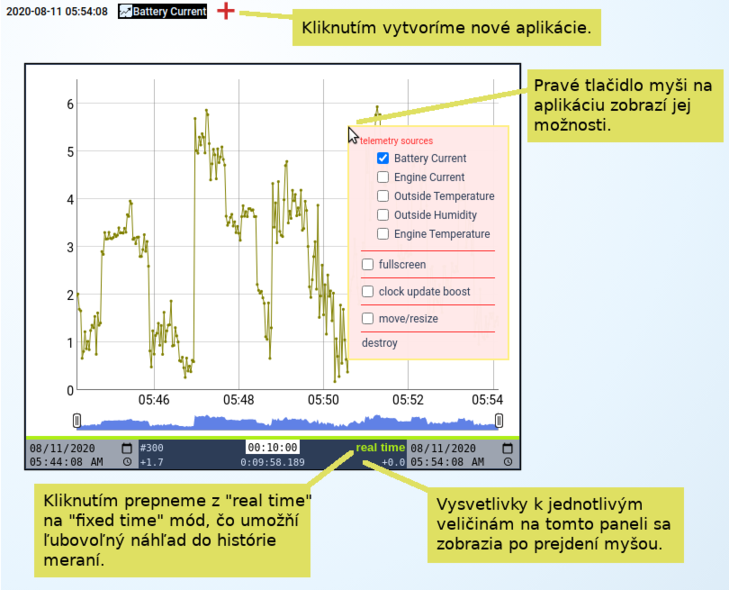 2020-08-11 05:54:08
Battery Current
Kliknutím vytvoríme nové aplikácie.
Pravé tlačidlo myši na
aplikáciu zobrazí jej
možnosti.
6
5
4
3
2
1
0
05:46
05:48
05:50
05:52
05:54
telemetry sources
Battery Current
Engine Current
Outside Temperature
Outside Humidity
Engine Temperature
fullscreen
clock update boost
move/resize
destroy
08/11/2020
05:44:08 AM
#300
+1.7
00:10:00
0:09:58.189
real time
+0.0
08/11/2020
05:54:08 AM
Kliknutím prepneme z "real time"
na "fixed time" mód, čo umožňí
ľubovoľný náhľad do histórie
meraní.
Vysvetlivky k jednotlivým
veličinám na tomto paneli sa
zobrazia po prejdení myšou.